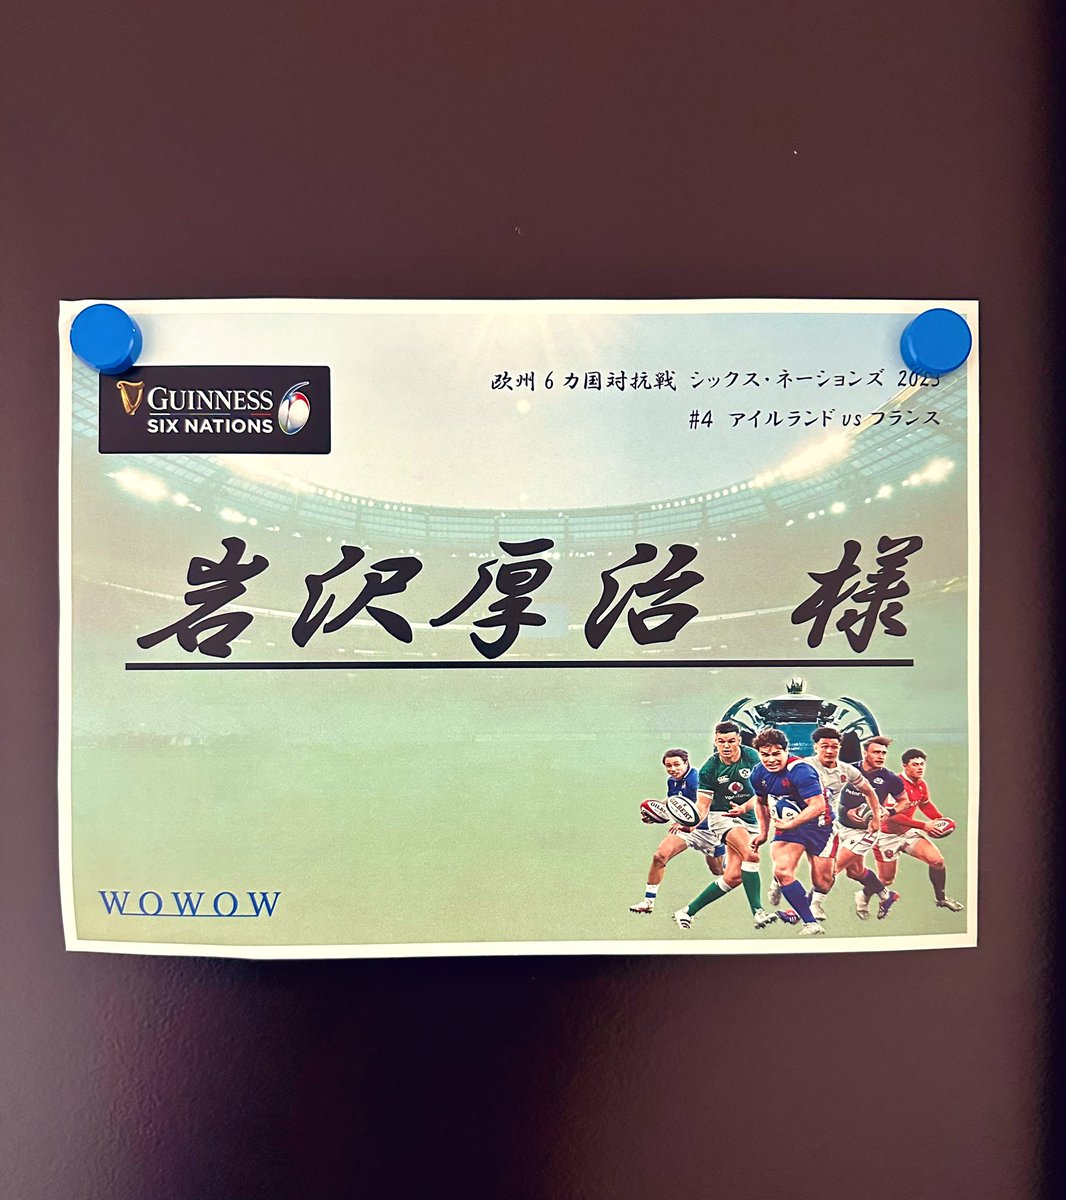 GUINNESS
SIX NATIONS
欧州6カ国対抗戦 シックス・ネーションズ 2023
#4 アイルランド vs フランス
岩沢厚治 様
GILBERT
WOWOW